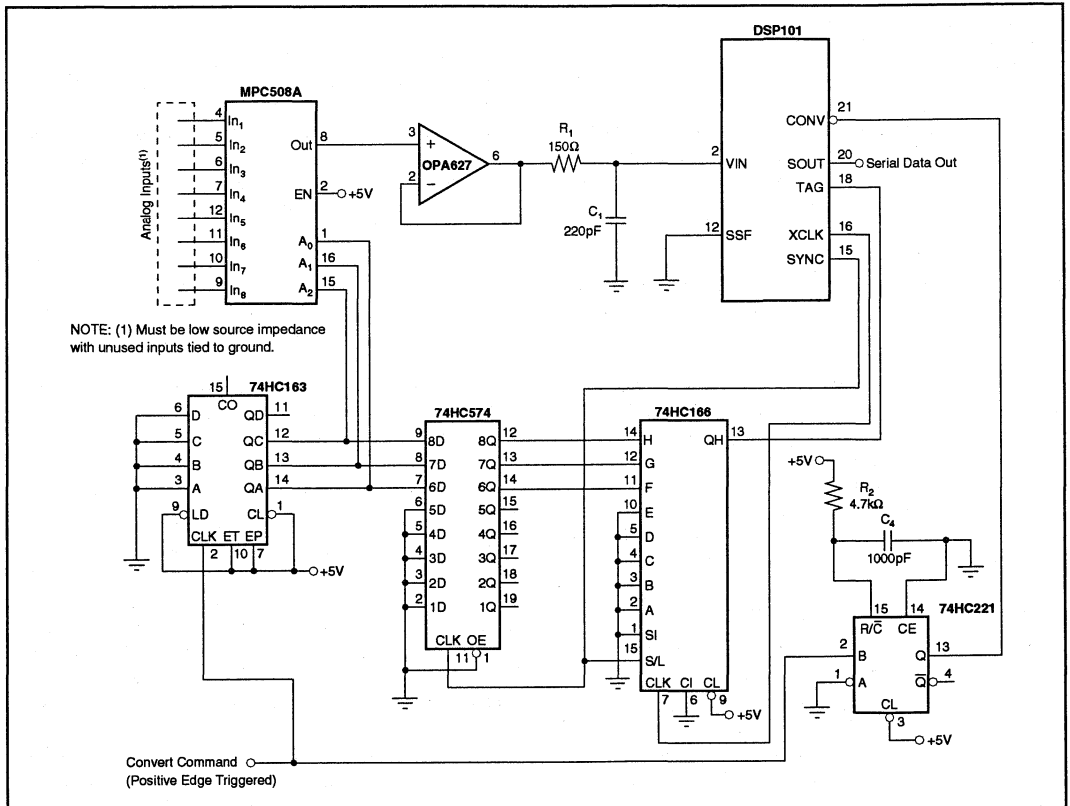 DSP101
MPC508A
Analog Inputs(1)
4 In1
5 In2
6 In3
7 In4
12 In5
11 In6
10 In7
9 In8
Out 8
EN 2 +5V
A0 1
A1 16
A2 15
3 +
OPA627
2 −
6
R1
150Ω
C1
220pF
2 VIN
12 SSF
CONV 21
SOUT 20 Serial Data Out
TAG 18
XCLK 16
SYNC 15
NOTE: (1) Must be low source impedance
with unused inputs tied to ground.
74HC163
15
CO
6 D QD 11
5 C QC 12
4 B QB 13
3 A QA 14
9 LD CL 1
CLK ET EP
2 10 7
+5V
74HC574
9 8D 8Q 12
8 7D 7Q 13
7 6D 6Q 14
6 5D 5Q 15
5 4D 4Q 16
4 3D 3Q 17
3 2D 2Q 18
2 1D 1Q 19
CLK OE
11 1
74HC166
14 H QH 13
12 G
11 F
10 E
5 D
4 C
3 B
2 A
1 SI
15 S/L
CLK CI CL
7 6 9
+5V
+5V
R2
4.7kΩ
C4
1000pF
74HC221
15 14
R/C̅ CE
2 B Q 13
1 A Q̅ 4
CL
3
+5V
Convert Command
(Positive Edge Triggered)